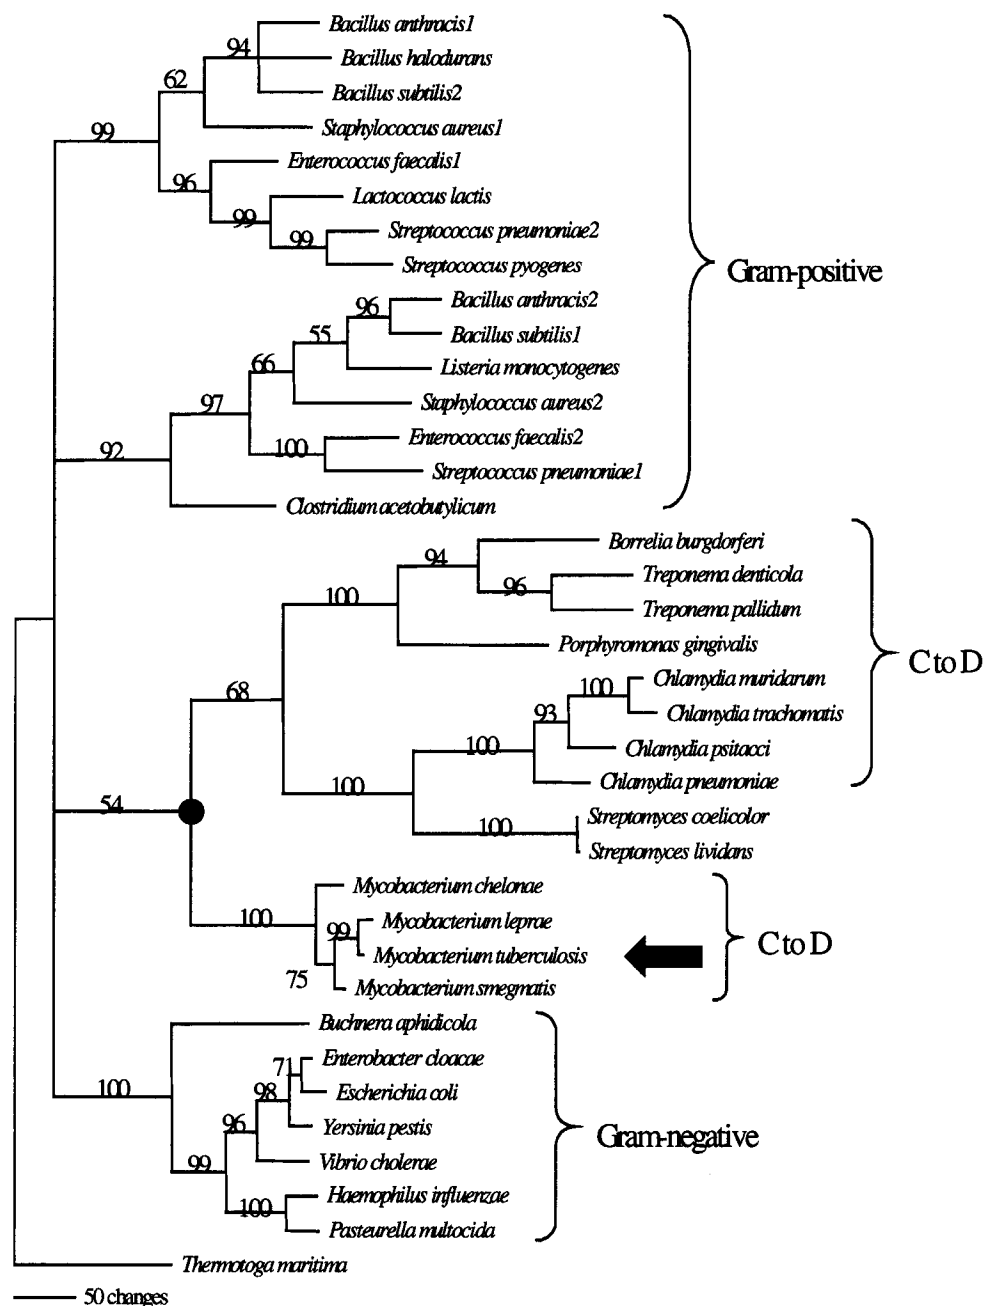 Bacillus anthracis1
94
Bacillus halodurans
62
Bacillus subtilis2
99
Staphylococcus aureus1
Enterococcus faecalis1
96
Lactococcus lactis
99
Streptococcus pneumoniae2
99
Streptococcus pyogenes
Gram-positive
Bacillus anthracis2
96
Bacillus subtilis1
55
Listeria monocytogenes
66
Staphylococcus aureus2
97
Enterococcus faecalis2
92
100
Streptococcus pneumoniae1
Clostridium acetobutylicum
Borrelia burgdorferi
94
Treponema denticola
96
100
Treponema pallidum
Porphyromonas gingivalis
C to D
Chlamydia muridarum
100
68
Chlamydia trachomatis
93
Chlamydia psitacci
100
Chlamydia pneumoniae
100
54
Streptomyces coelicolor
100
Streptomyces lividans
Mycobacterium chelonae
100
Mycobacterium leprae
99
C to D
Mycobacterium tuberculosis
75
Mycobacterium smegmatis
Buchnera aphidicola
Enterobacter cloacae
71
100
98
Escherichia coli
96
Yersinia pestis
Gram-negative
99
Vibrio cholerae
Haemophilus influenzae
100
Pasteurella multocida
Thermotoga maritima
50 changes